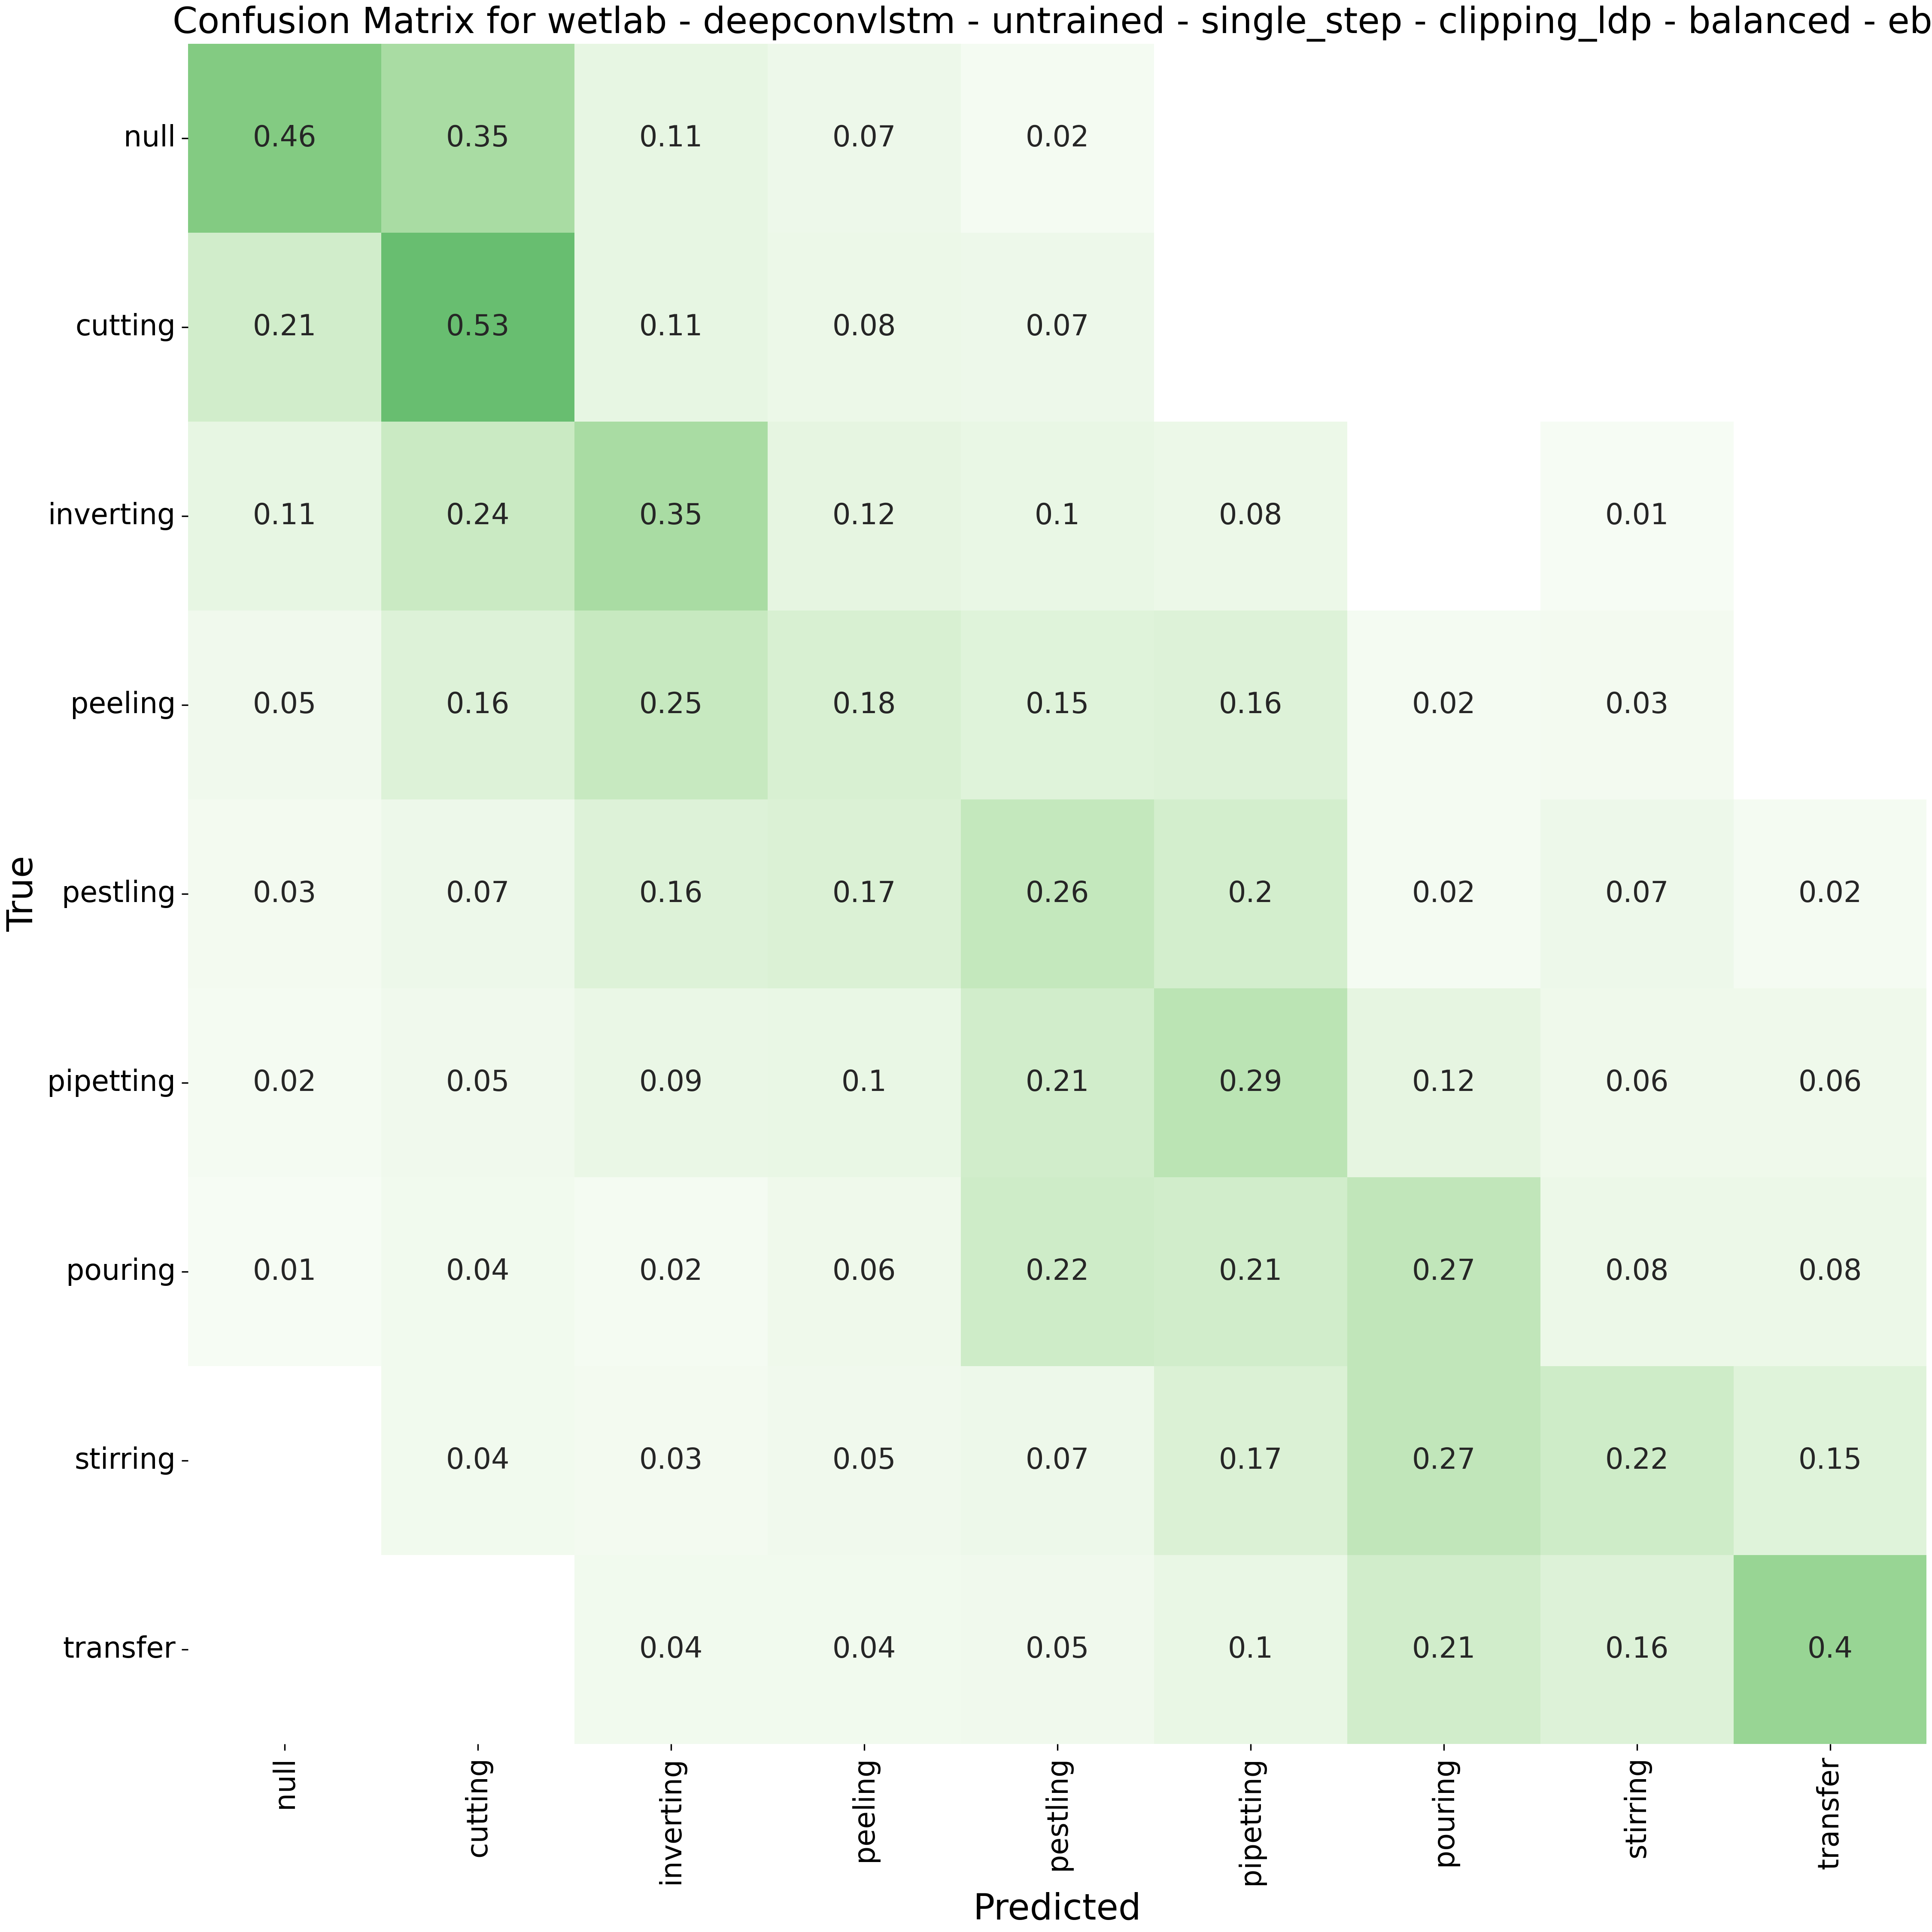 Confusion Matrix for wetlab - deepconvlstm - untrained - single_step - clipping_ldp - balanced - eb
null 0.46 0.35 0.11 0.07 0.02
cutting 0.21 0.53 0.11 0.08 0.07
inverting 0.11 0.24 0.35 0.12 0.1 0.08 0.01
peeling 0.05 0.16 0.25 0.18 0.15 0.16 0.02 0.03
pestling 0.03 0.07 0.16 0.17 0.26 0.2 0.02 0.07 0.02
pipetting 0.02 0.05 0.09 0.1 0.21 0.29 0.12 0.06 0.06
pouring 0.01 0.04 0.02 0.06 0.22 0.21 0.27 0.08 0.08
stirring 0.04 0.03 0.05 0.07 0.17 0.27 0.22 0.15
transfer 0.04 0.04 0.05 0.1 0.21 0.16 0.4
True
null cutting inverting peeling pestling pipetting pouring stirring transfer
Predicted